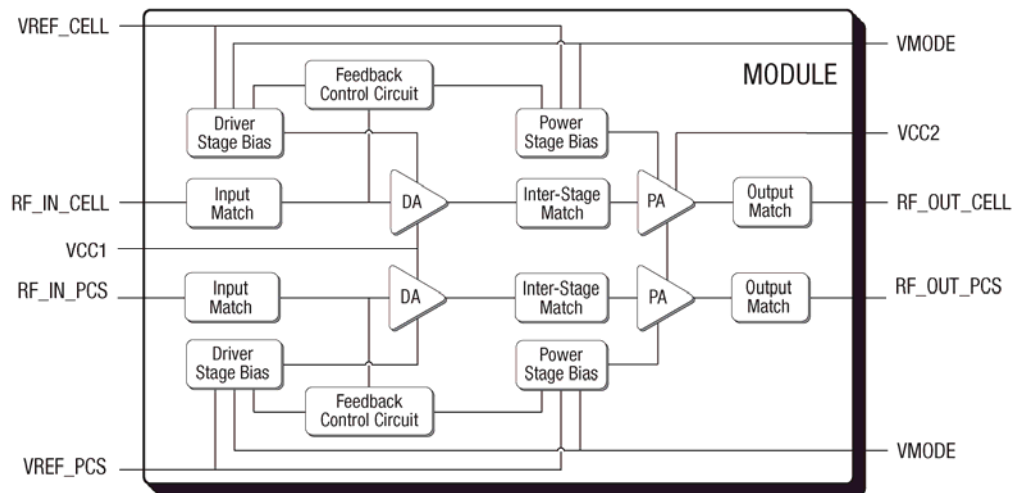 VREF_CELL
VMODE
MODULE
Feedback
Control Circuit
Driver
Stage Bias
Power
Stage Bias
VCC2
RF_IN_CELL
Input
Match
DA
Inter-Stage
Match
PA
Output
Match
RF_OUT_CELL
VCC1
RF_IN_PCS
Input
Match
DA
Inter-Stage
Match
PA
Output
Match
RF_OUT_PCS
Driver
Stage Bias
Power
Stage Bias
Feedback
Control Circuit
VMODE
VREF_PCS